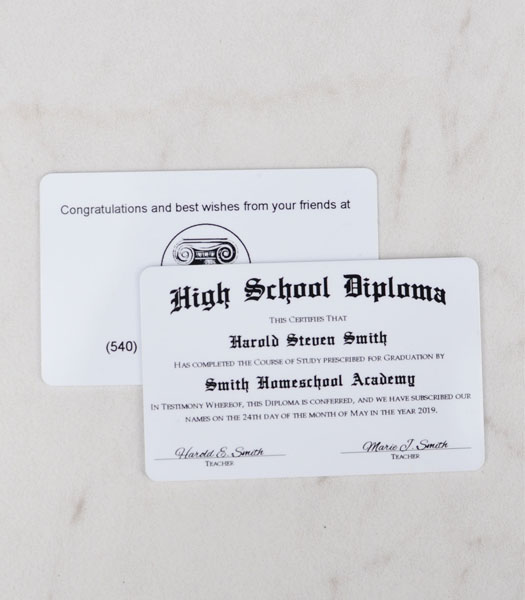 Congratulations and best wishes from your friends at
(540)
High School Diploma
This Certifies That
Harold Steven Smith
Has completed the Course of Study prescribed for Graduation by
Smith Homeschool Academy
In Testimony Whereof, this Diploma is conferred, and we have subscribed our
names on the 24th day of the month of May in the year 2019.
Harold S. Smith
Marie J. Smith
Teacher
Teacher